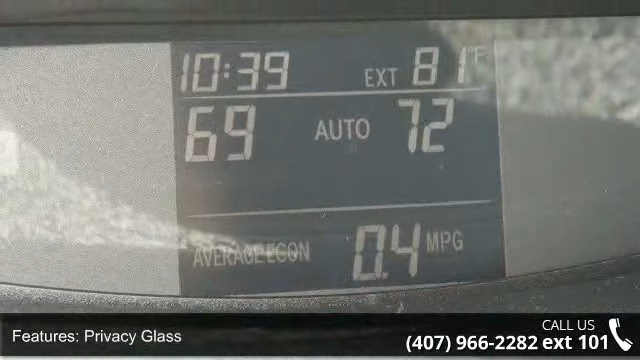 10:39 EXT 81°F
69 AUTO 72
AVERAGE ECON 0.4 MPG
Features: Privacy Glass
CALL US
(407) 966-2282 ext 101